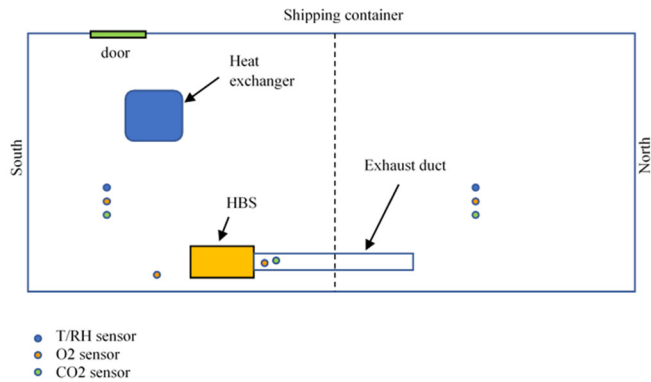 Shipping container
door
Heat
exchanger
South
North
Exhaust duct
HBS
T/RH sensor
O2 sensor
CO2 sensor